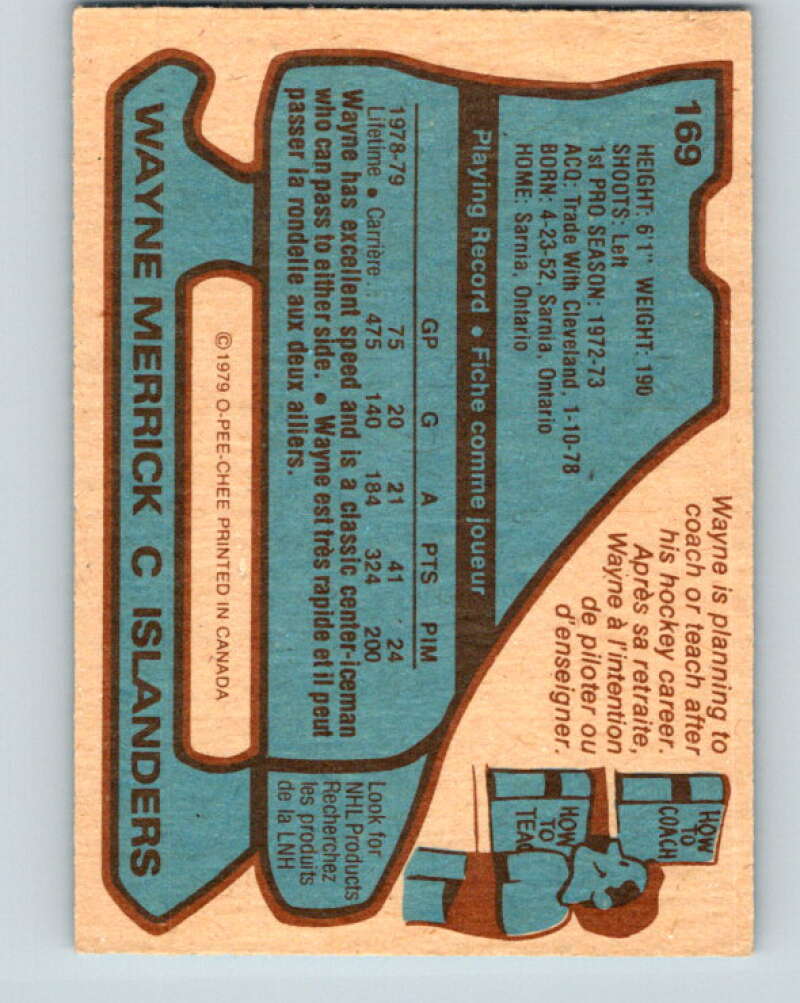 169
HEIGHT: 6'1" WEIGHT: 190
SHOOTS: Left
1st PRO SEASON: 1972-73
ACQ: Trade With Cleveland, 1-10-78
BORN: 4-23-52, Sarnia, Ontario
HOME: Sarnia, Ontario
Wayne is planning to
coach or teach after
his hockey career.
Après sa retraite,
Wayne à l'intention
de piloter ou
d'enseigner.
HOW
TO
COACH
HOW
TO
TEAC
Playing Record • Fiche comme joueur
GP G A PTS PIM
1978-79 75 20 21 41 24
Lifetime • Carrière ... 475 140 184 324 200
Wayne has excellent speed and is a classic center-iceman
who can pass to either side. • Wayne est très rapide et il peut
passer la rondelle aux deux ailiers.
Look for
NHL Products
Recherchez
les produits
de la LNH
©1979 O-PEE-CHEE PRINTED IN CANADA
WAYNE MERRICK C ISLANDERS